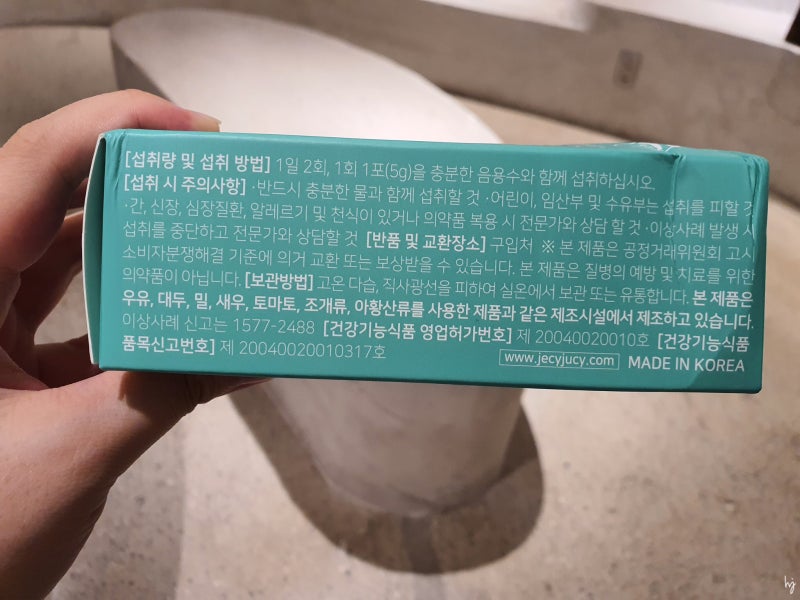 [섭취량 및 섭취 방법] 1일 2회, 1회 1포(5g)을 충분한 음용수와 함께 섭취하십시오.
[섭취 시 주의사항] ·반드시 충분한 물과 함께 섭취할 것 ·어린이, 임산부 및 수유부는 섭취를 피할 것
·간, 신장, 심장질환, 알레르기 및 천식이 있거나 의약품 복용 시 전문가와 상담 할 것 ·이상사례 발생 시
섭취를 중단하고 전문가와 상담할 것 [반품 및 교환장소] 구입처 ※ 본 제품은 공정거래위원회 고시
소비자분쟁해결 기준에 의거 교환 또는 보상받을 수 있습니다. 본 제품은 질병의 예방 및 치료를 위한
의약품이 아닙니다. [보관방법] 고온 다습, 직사광선을 피하여 실온에서 보관 또는 유통합니다. 본 제품은
우유, 대두, 밀, 새우, 토마토, 조개류, 아황산류를 사용한 제품과 같은 제조시설에서 제조하고 있습니다.
이상사례 신고는 1577-2488 [건강기능식품 영업허가번호] 제 20040020010호 [건강기능식품
품목신고번호] 제 20040020010317호
www.jecyjucy.com MADE IN KOREA
hj